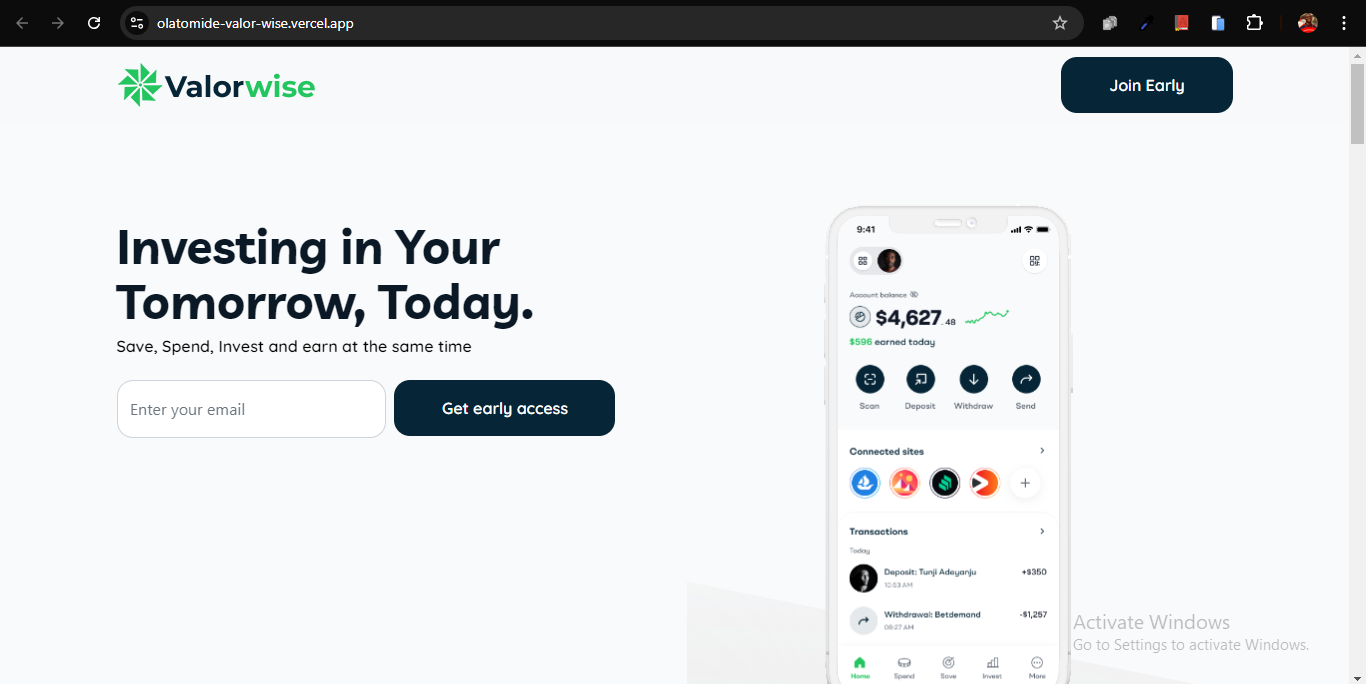 olatomide-valor-wise.vercel.app
Valorwise
Join Early
Investing in Your
Tomorrow, Today.
Save, Spend, Invest and earn at the same time
Enter your email
Get early access
9:41
Account balance
$4,627.48
$596 earned today
Scan Deposit Withdraw Send
Connected sites
Transactions
Today
Deposit: Tunji Adeyanju +$350
10:53 AM
Withdrawal: Betdemand -$1,257
08:27 AM
Home Spend Save Invest More
Activate Windows
Go to Settings to activate Windows.